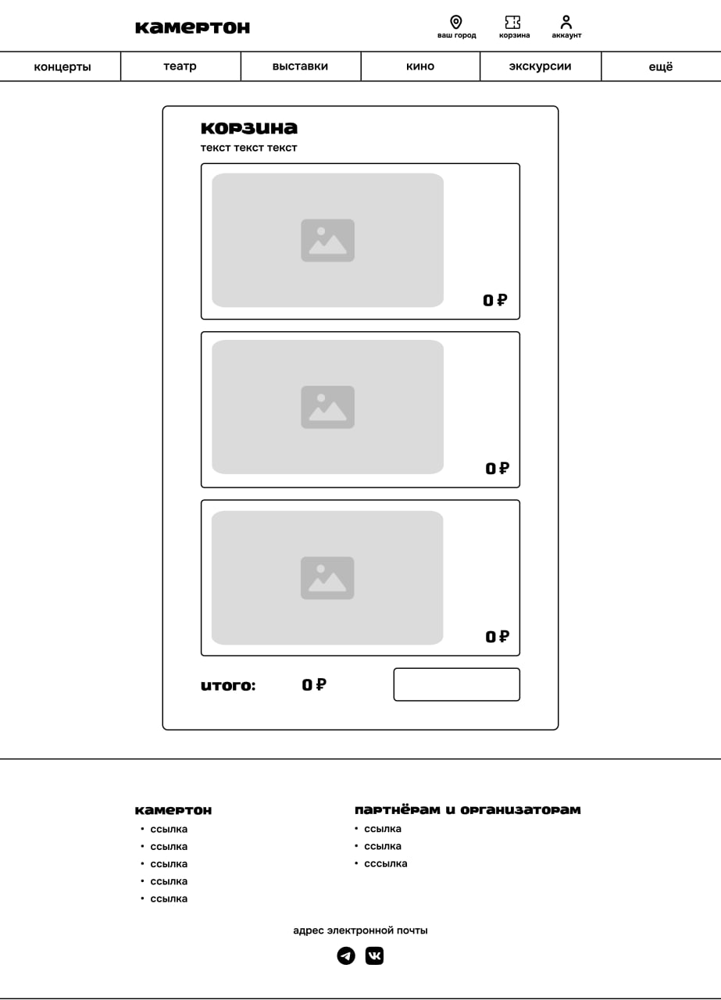 камертон
ваш город
корзина
аккаунт
концерты
театр
выставки
кино
экскурсии
ещё
корзина
текст текст текст
0 ₽
0 ₽
0 ₽
итого: 0 ₽
камертон
• ссылка
• ссылка
• ссылка
• ссылка
• ссылка
партнёрам и организаторам
• ссылка
• ссылка
• сссылка
адрес электронной почты